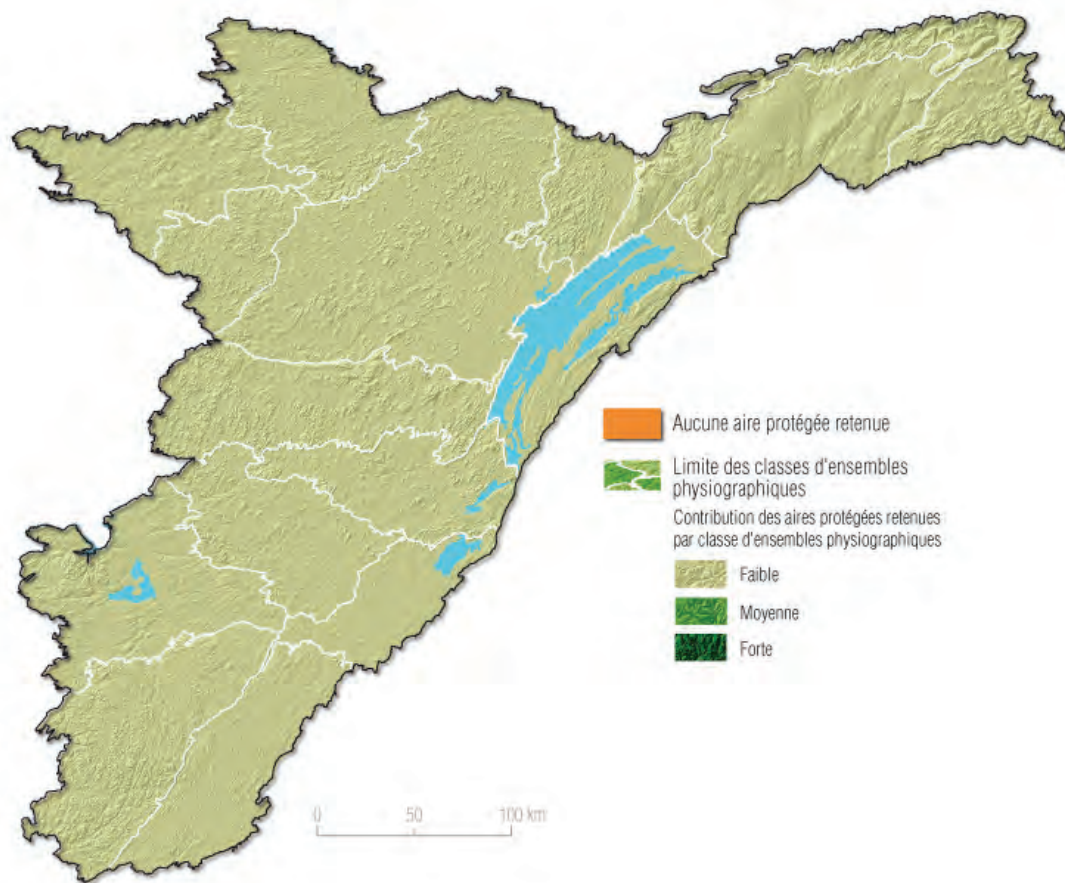 Aucune aire protégée retenue
Limite des classes d'ensembles
physiographiques
Contribution des aires protégées retenues
par classe d'ensembles physiographiques
Faible
Moyenne
Forte
0 50 100 km